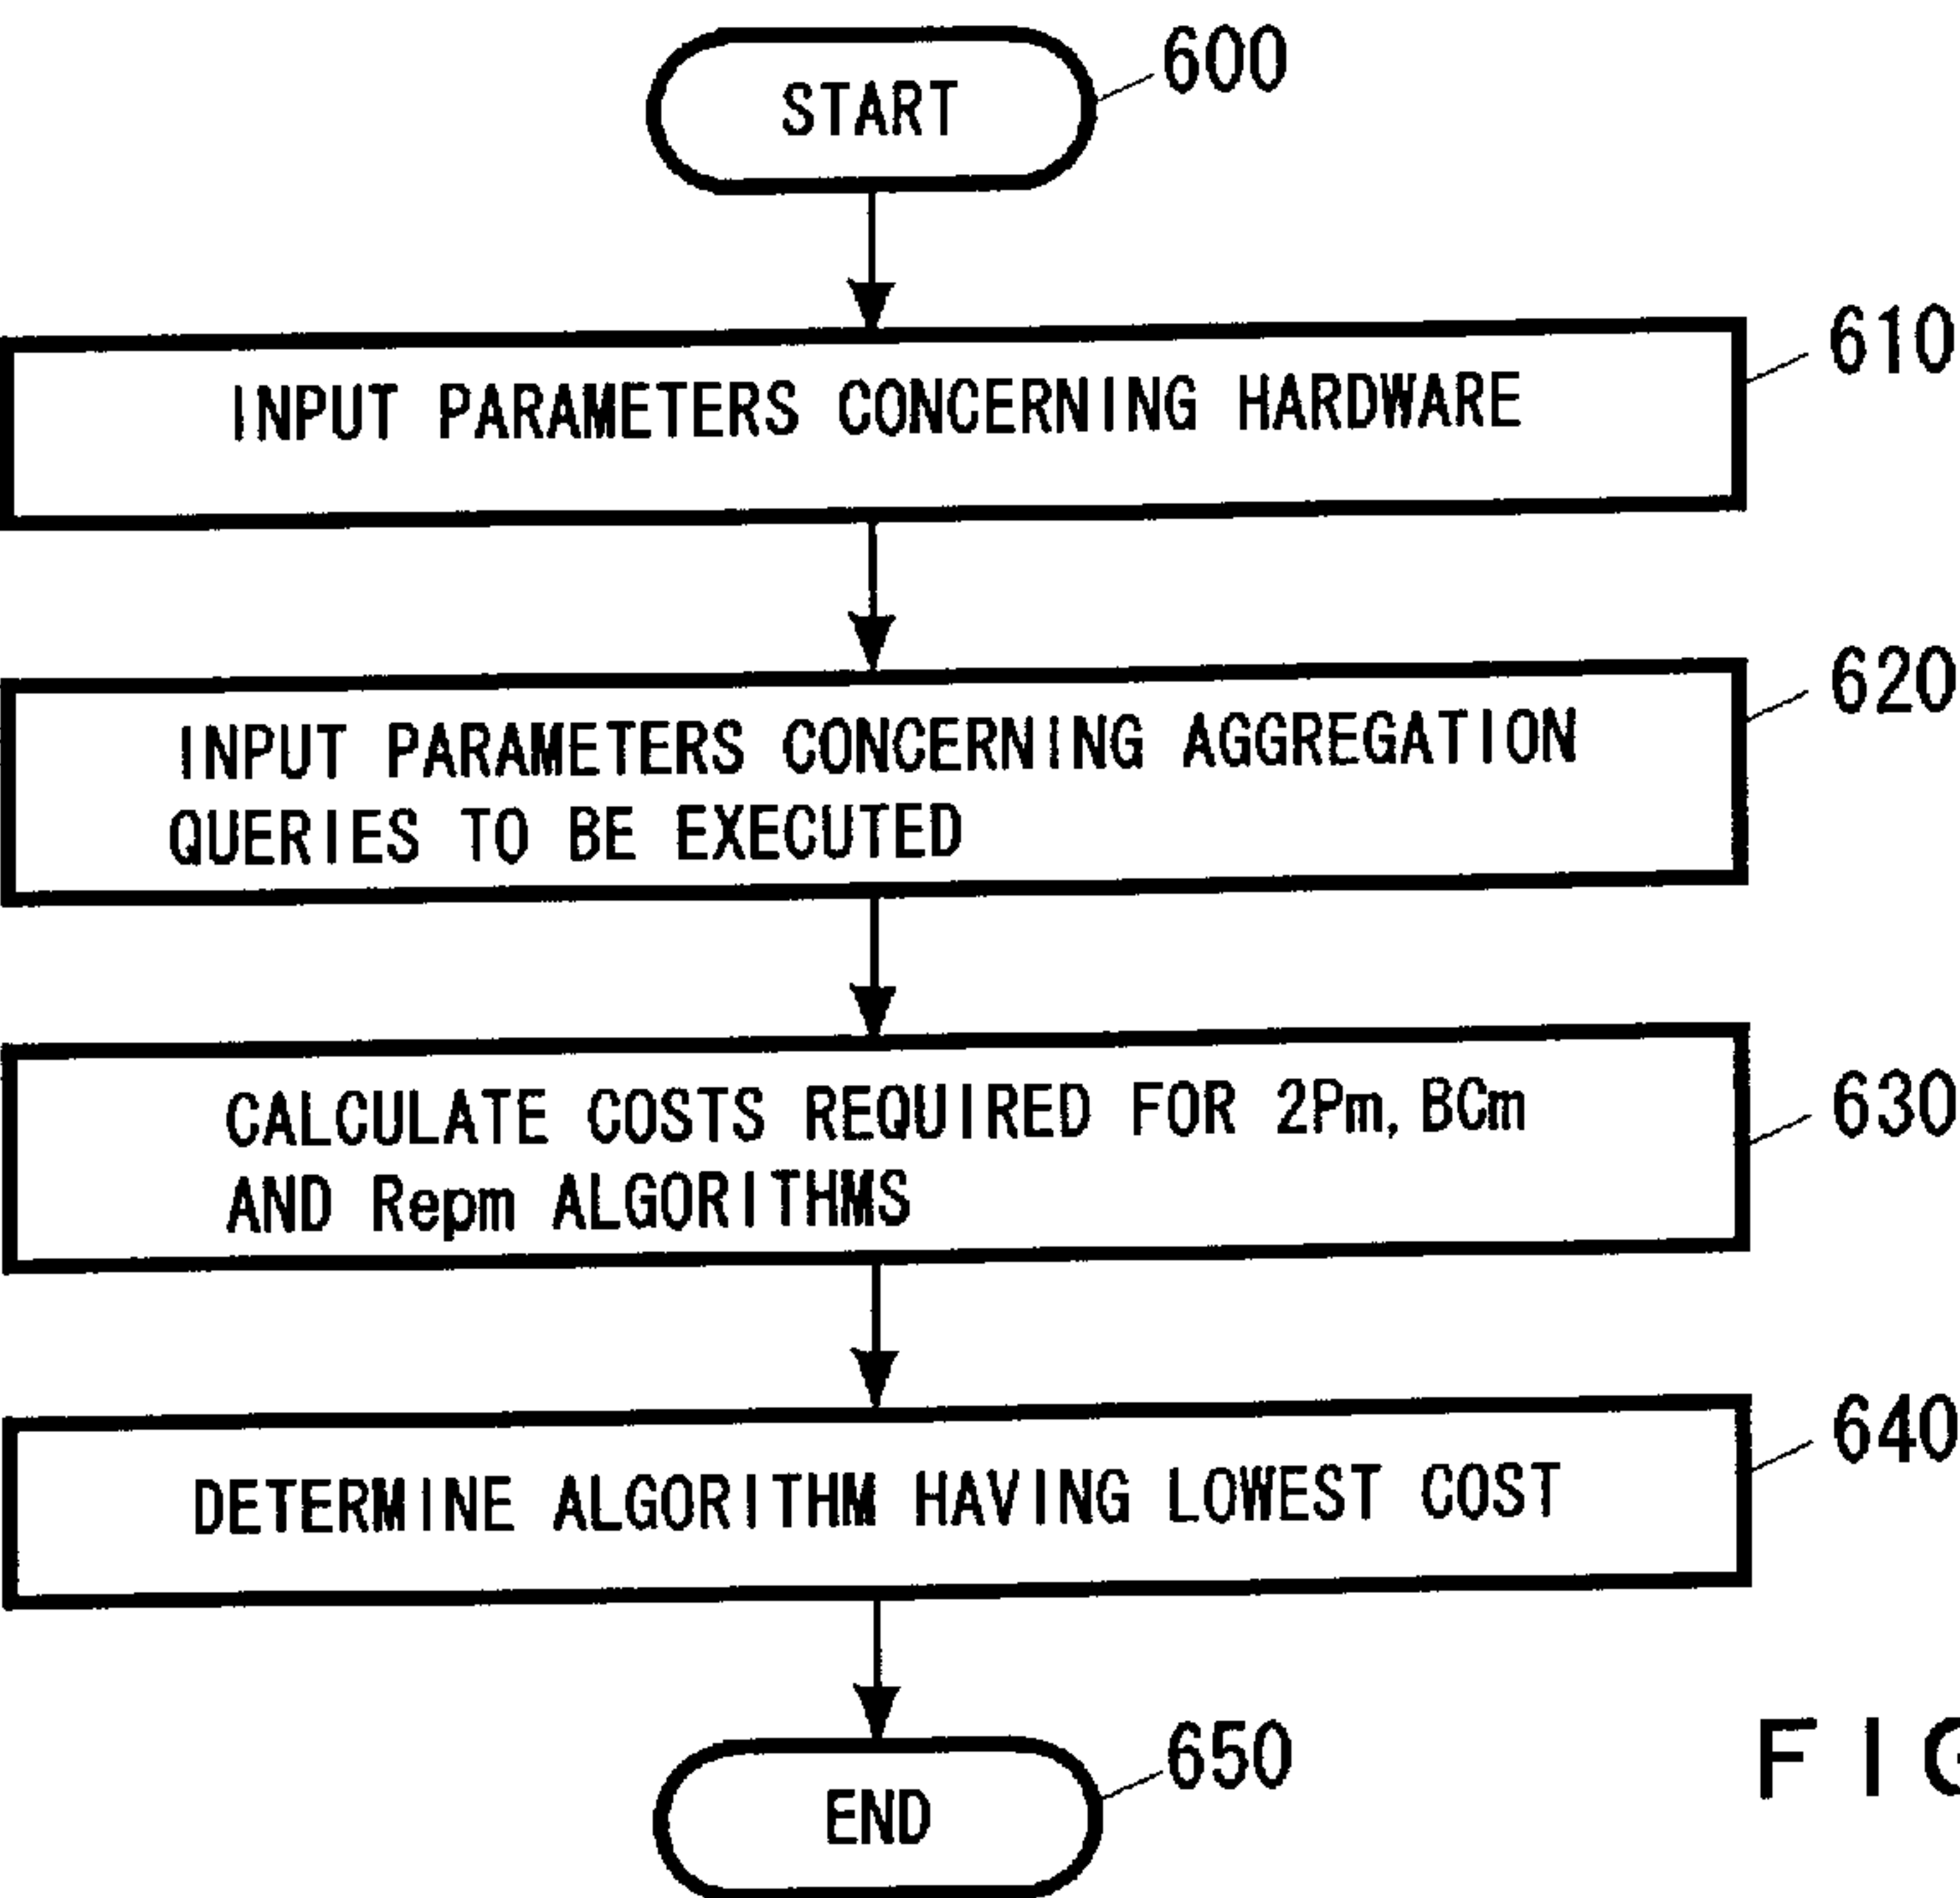 START
600
INPUT PARAMETERS CONCERNING HARDWARE
610
INPUT PARAMETERS CONCERNING AGGREGATION
QUERIES TO BE EXECUTED
620
CALCULATE COSTS REQUIRED FOR 2Pm, BCm
AND Repm ALGORITHMS
630
DETERMINE ALGORITHM HAVING LOWEST COST
640
END
650